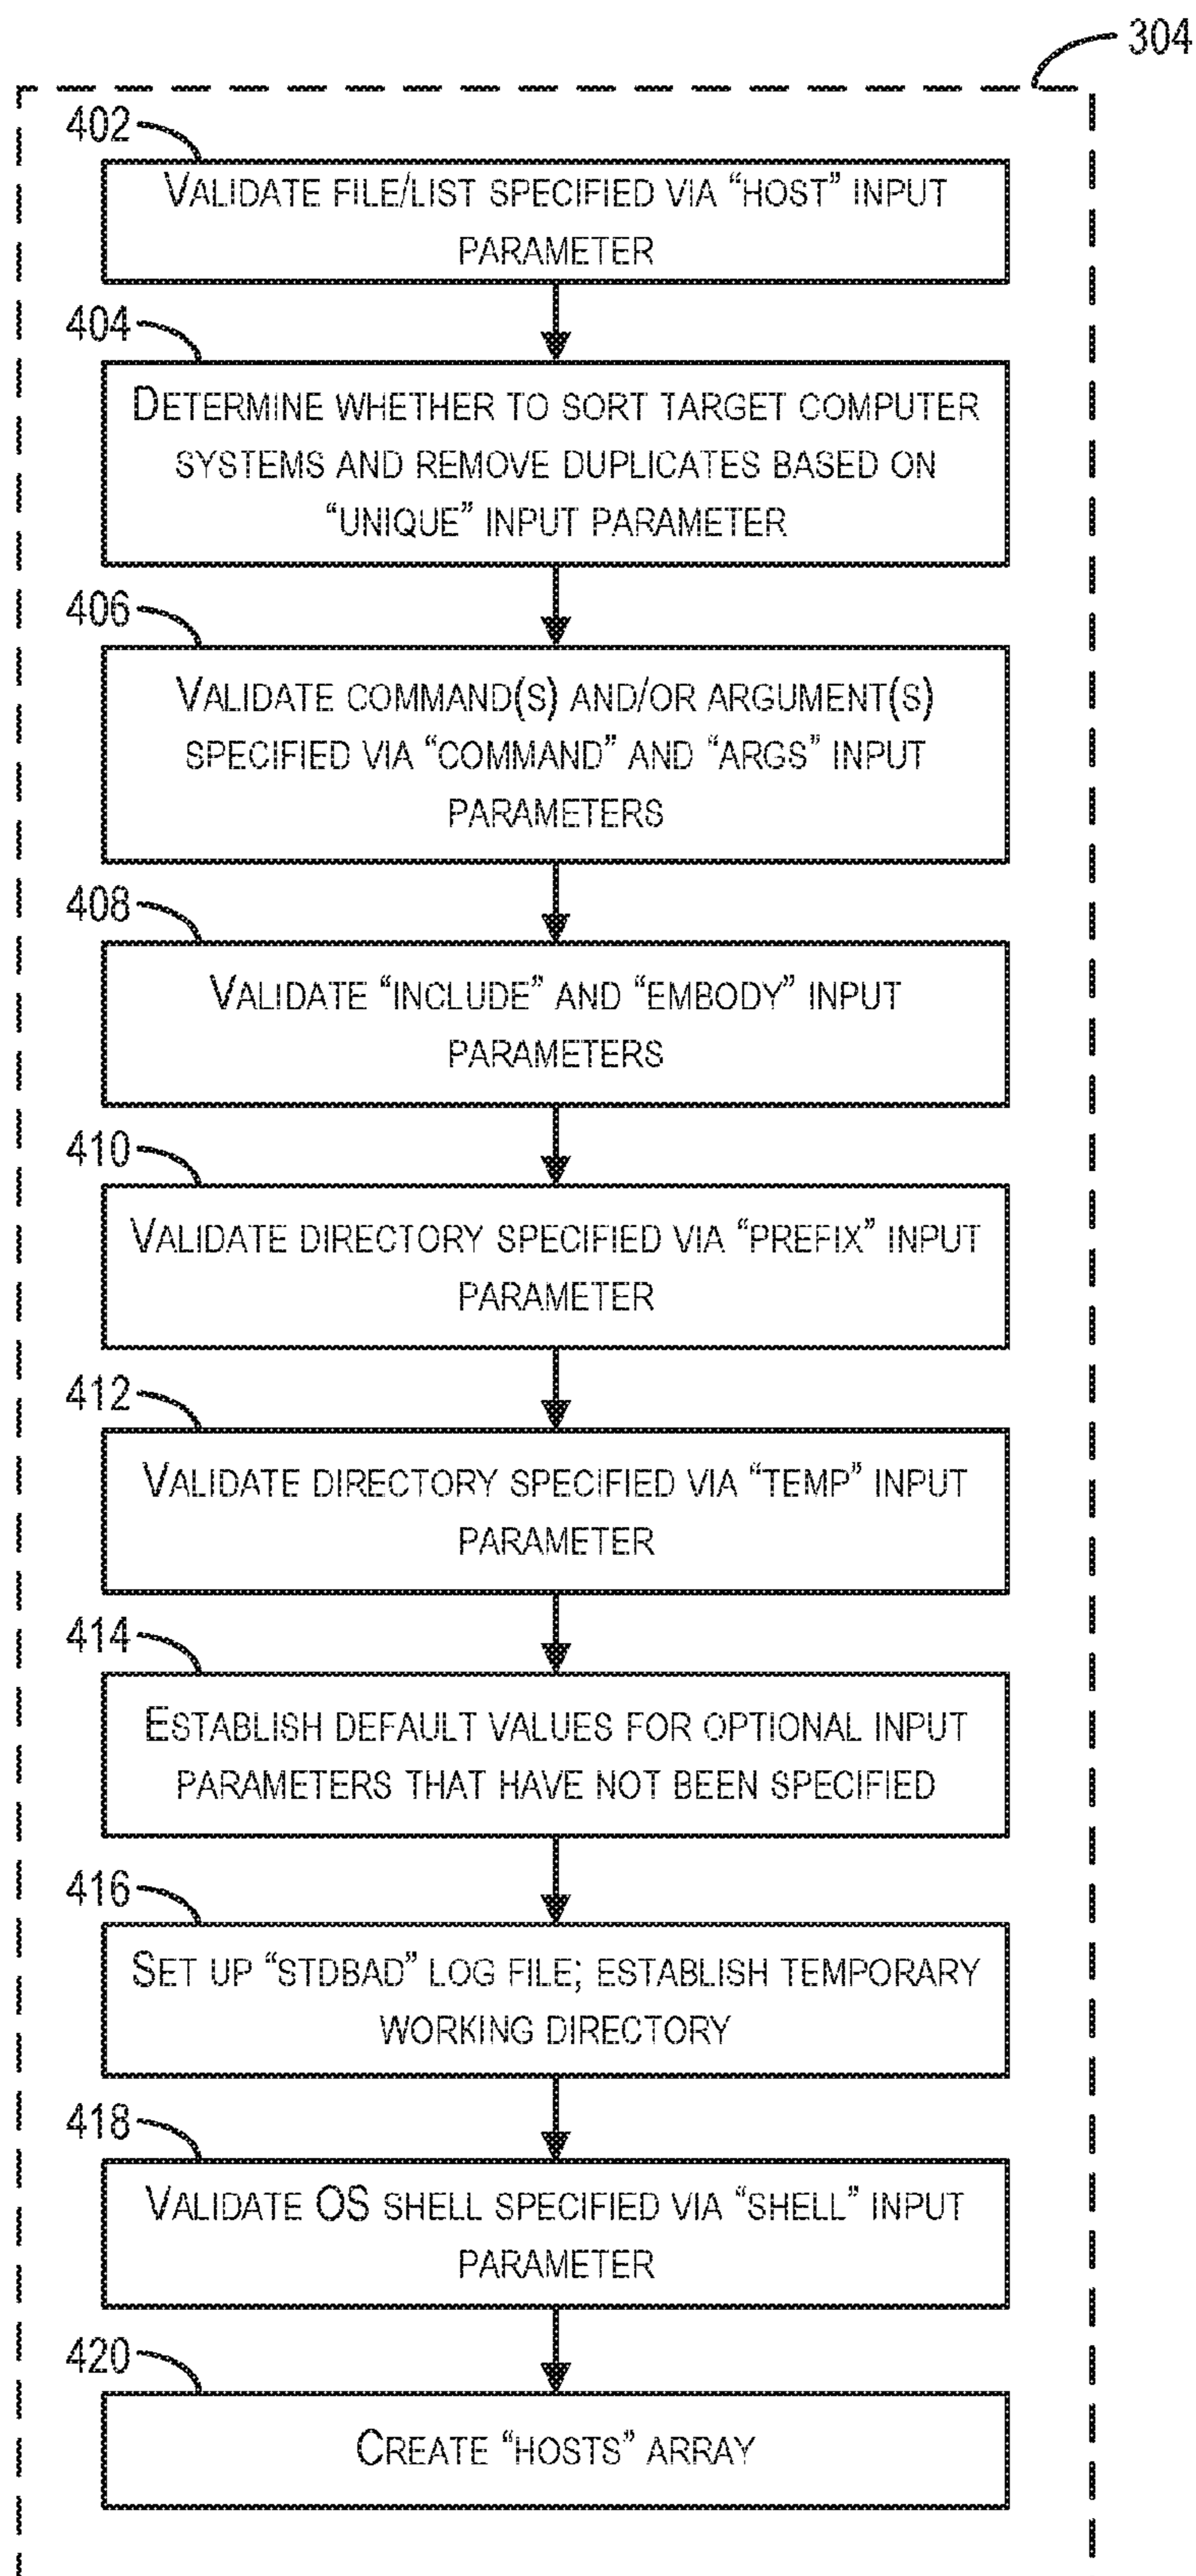 304
402
VALIDATE FILE/LIST SPECIFIED VIA “HOST” INPUT
PARAMETER
404
DETERMINE WHETHER TO SORT TARGET COMPUTER
SYSTEMS AND REMOVE DUPLICATES BASED ON
“UNIQUE” INPUT PARAMETER
406
VALIDATE COMMAND(S) AND/OR ARGUMENT(S)
SPECIFIED VIA “COMMAND” AND “ARGS” INPUT
PARAMETERS
408
VALIDATE “INCLUDE” AND “EMBODY” INPUT
PARAMETERS
410
VALIDATE DIRECTORY SPECIFIED VIA “PREFIX” INPUT
PARAMETER
412
VALIDATE DIRECTORY SPECIFIED VIA “TEMP” INPUT
PARAMETER
414
ESTABLISH DEFAULT VALUES FOR OPTIONAL INPUT
PARAMETERS THAT HAVE NOT BEEN SPECIFIED
416
SET UP “STDBAD” LOG FILE; ESTABLISH TEMPORARY
WORKING DIRECTORY
418
VALIDATE OS SHELL SPECIFIED VIA “SHELL” INPUT
PARAMETER
420
CREATE “HOSTS” ARRAY